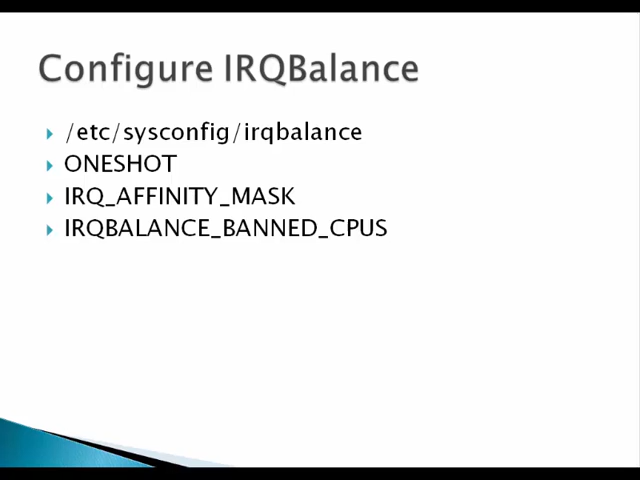 Configure IRQBalance
/etc/sysconfig/irqbalance
ONESHOT
IRQ_AFFINITY_MASK
IRQBALANCE_BANNED_CPUS